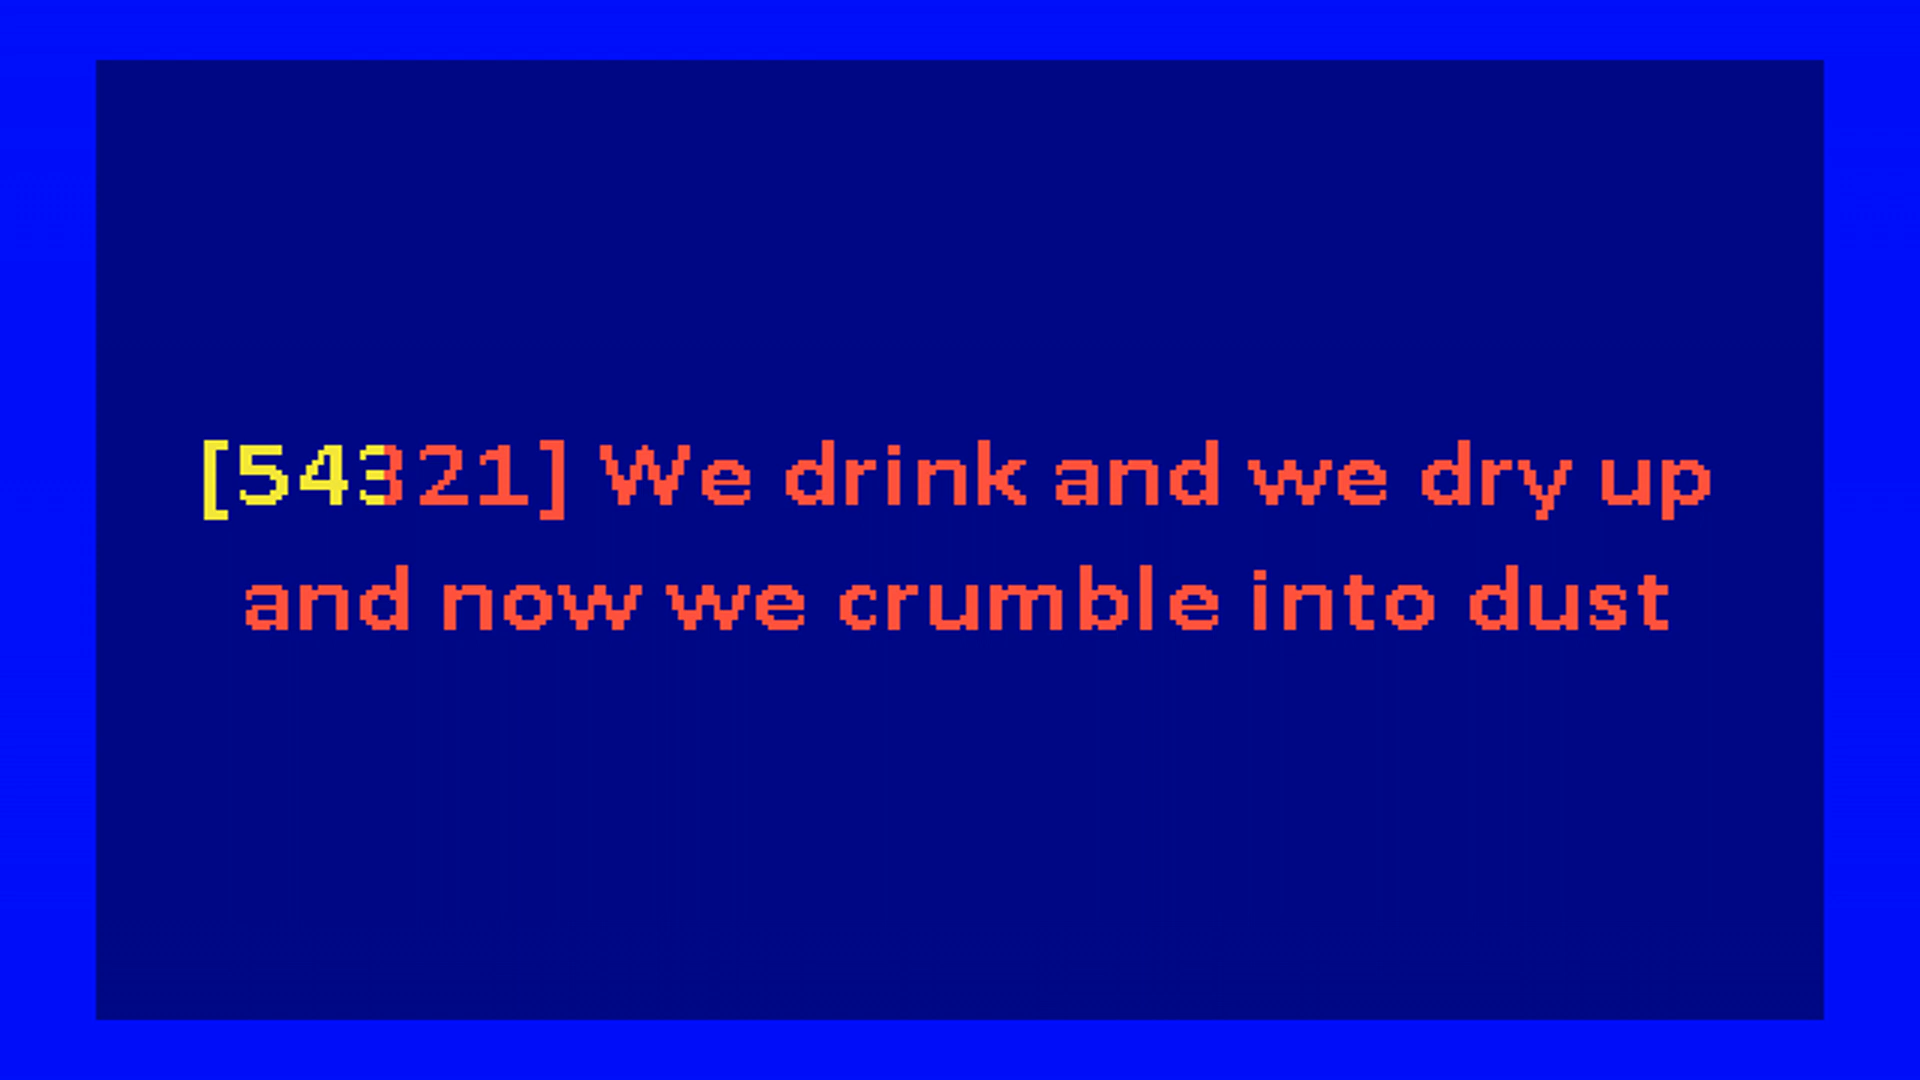 [54321] We drink and we dry up
and now we crumble into dust